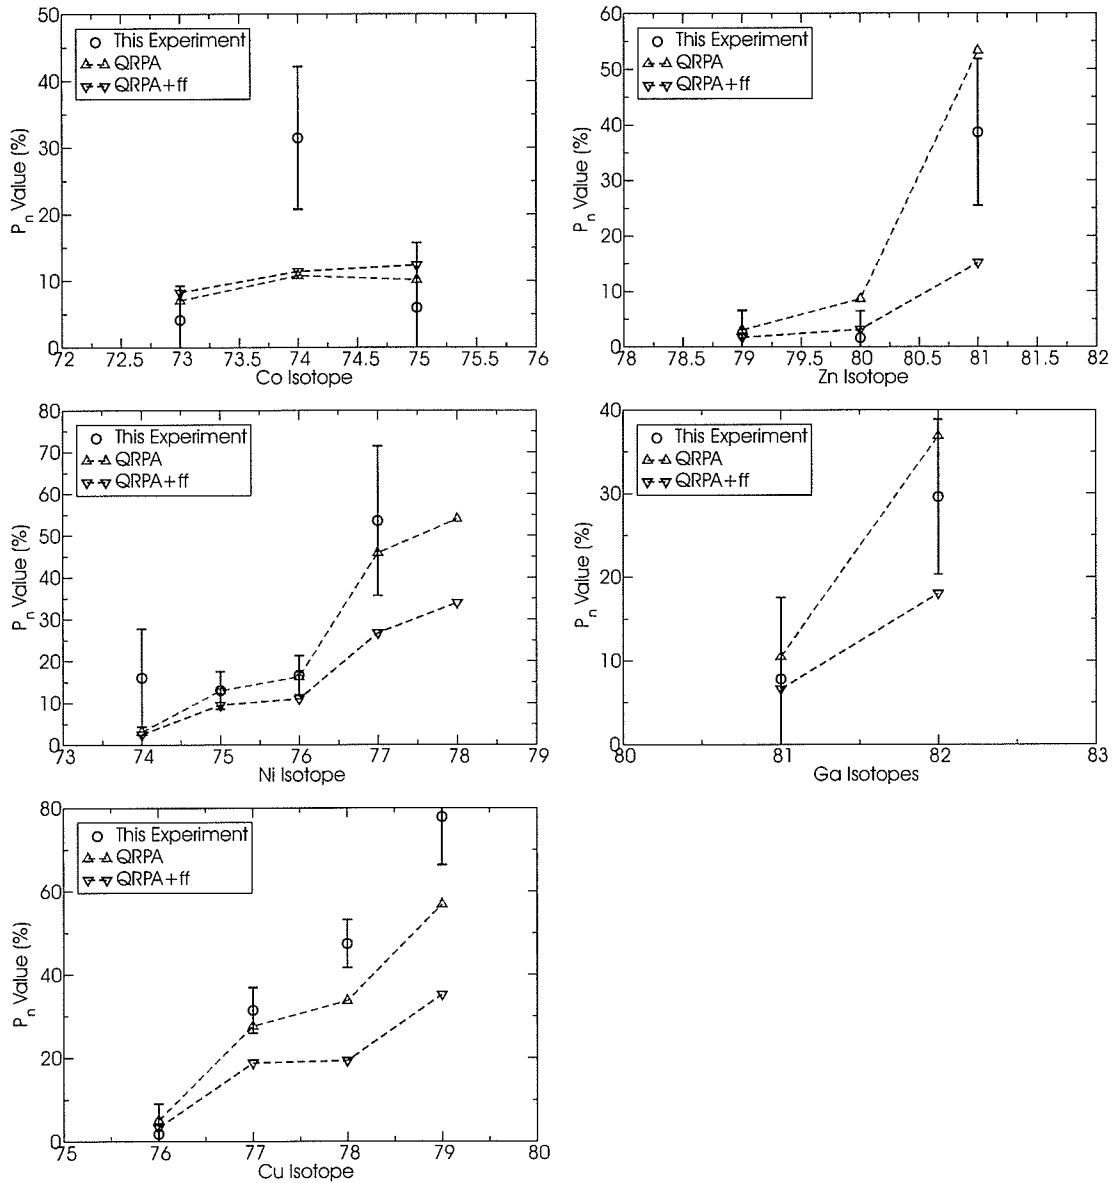 50
40
30
20
10
0
P_n Value (%)
This Experiment
QRPA
QRPA+ff
72 72.5 73 73.5 74 74.5 75 75.5 76
Co Isotope
60
50
40
30
20
10
0
P_n Value (%)
This Experiment
QRPA
QRPA+ff
78 78.5 79 79.5 80 80.5 81 81.5 82
Zn Isotope
80
70
60
50
40
30
20
10
0
P_n Value (%)
This Experiment
QRPA
QRPA+ff
73 74 75 76 77 78 79
Ni Isotope
40
30
20
10
0
P_n Value (%)
This Experiment
QRPA
QRPA+ff
80 81 82 83
Ga Isotopes
80
60
40
20
0
P_n Value (%)
This Experiment
QRPA
QRPA+ff
75 76 77 78 79 80
Cu Isotope